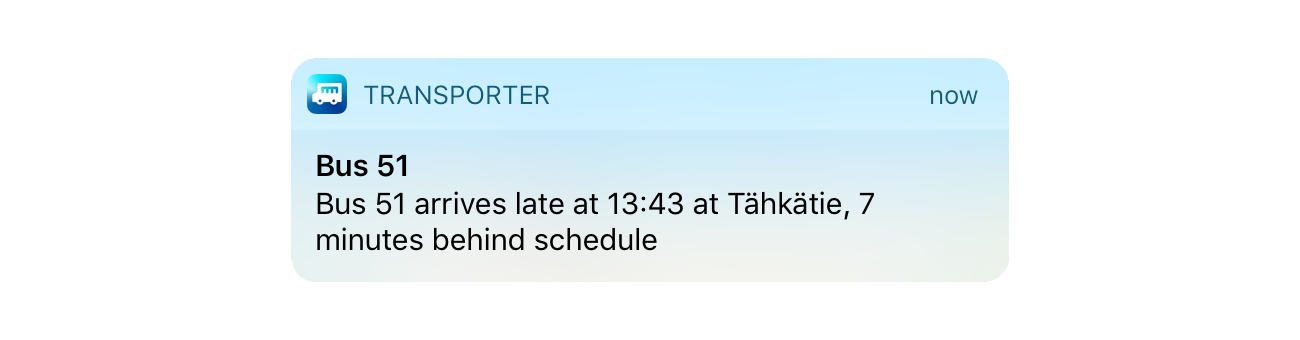 TRANSPORTER now
Bus 51
Bus 51 arrives late at 13:43 at Tähkätie, 7
minutes behind schedule